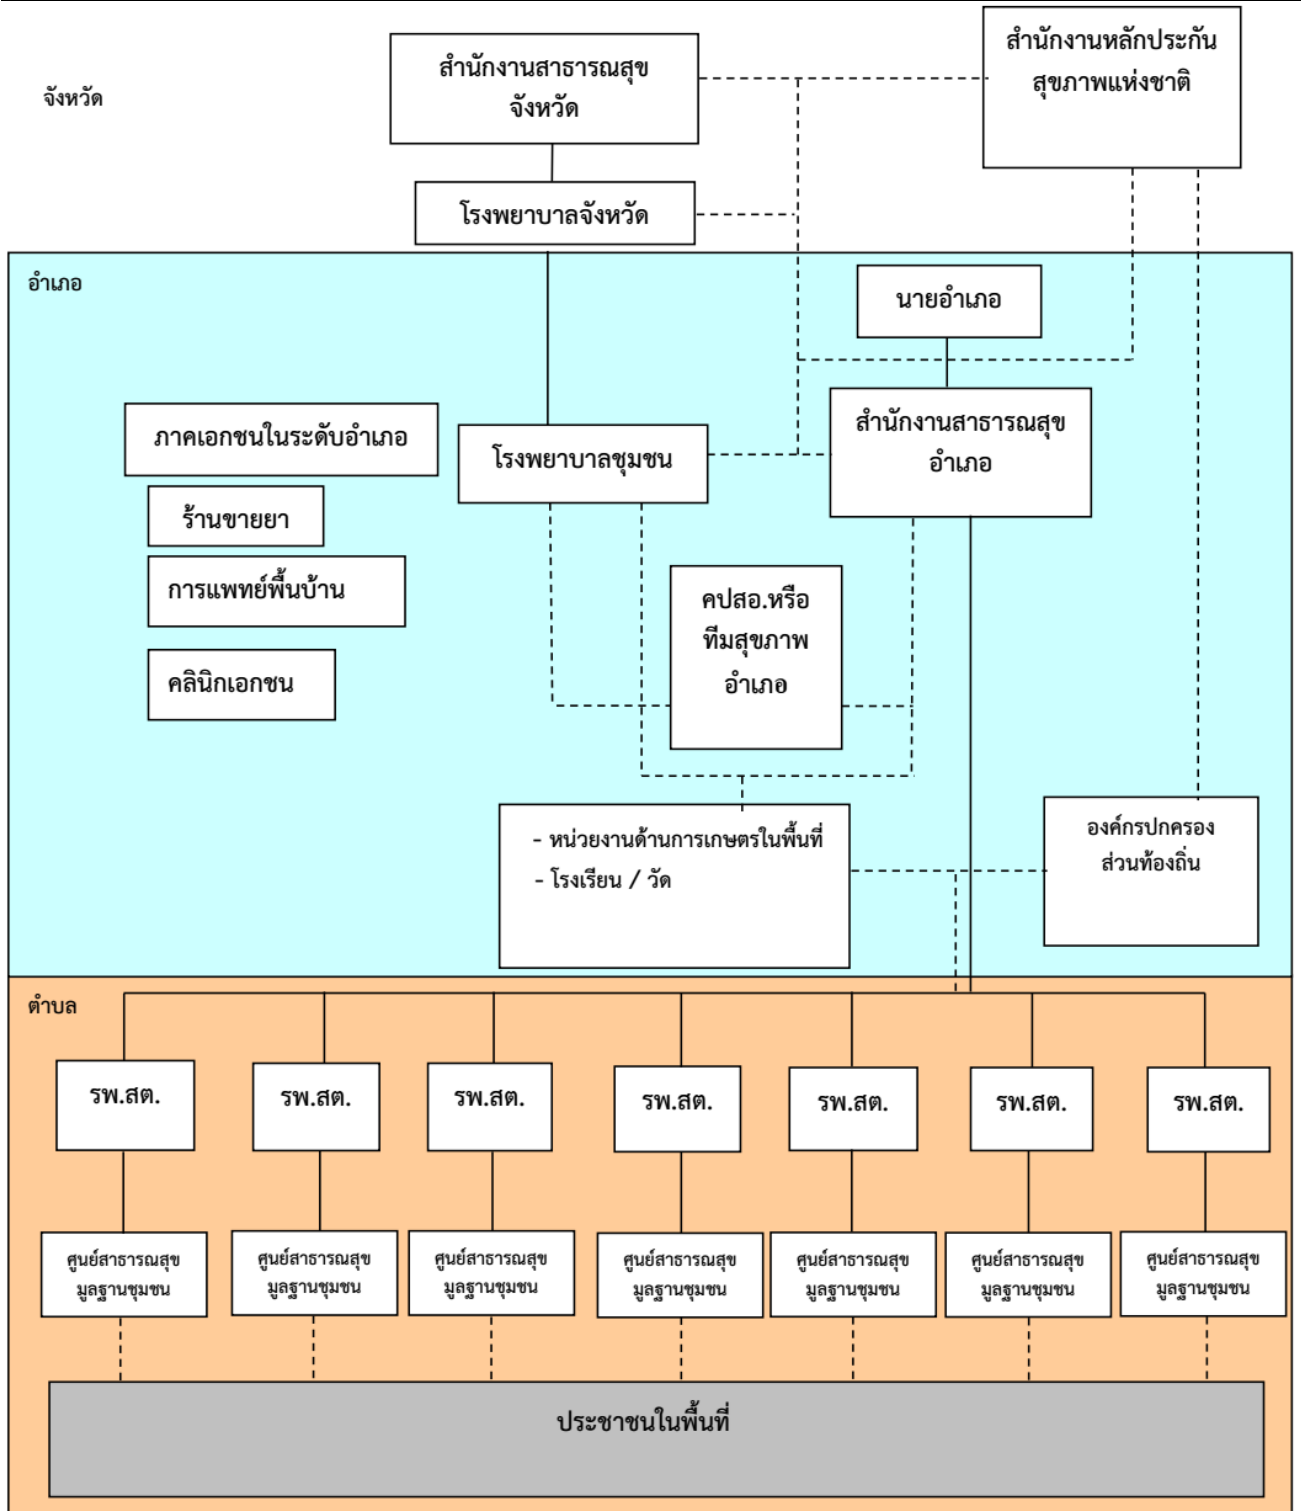 สำนักงานสาธารณสุข
จังหวัด
สำนักงานหลักประกัน
สุขภาพแห่งชาติ
จังหวัด
โรงพยาบาลจังหวัด
อำเภอ
นายอำเภอ
ภาคเอกชนในระดับอำเภอ
โรงพยาบาลชุมชน
สำนักงานสาธารณสุข
อำเภอ
ร้านขายยา
การแพทย์พื้นบ้าน
คลินิกเอกชน
คปสอ.หรือ
ทีมสุขภาพ
อำเภอ
- หน่วยงานด้านการเกษตรในพื้นที่
- โรงเรียน / วัด
องค์กรปกครอง
ส่วนท้องถิ่น
ตำบล
รพ.สต.
รพ.สต.
รพ.สต.
รพ.สต.
รพ.สต.
รพ.สต.
รพ.สต.
ศูนย์สาธารณสุข
มูลฐานชุมชน
ศูนย์สาธารณสุข
มูลฐานชุมชน
ศูนย์สาธารณสุข
มูลฐานชุมชน
ศูนย์สาธารณสุข
มูลฐานชุมชน
ศูนย์สาธารณสุข
มูลฐานชุมชน
ศูนย์สาธารณสุข
มูลฐานชุมชน
ศูนย์สาธารณสุข
มูลฐานชุมชน
ประชาชนในพื้นที่